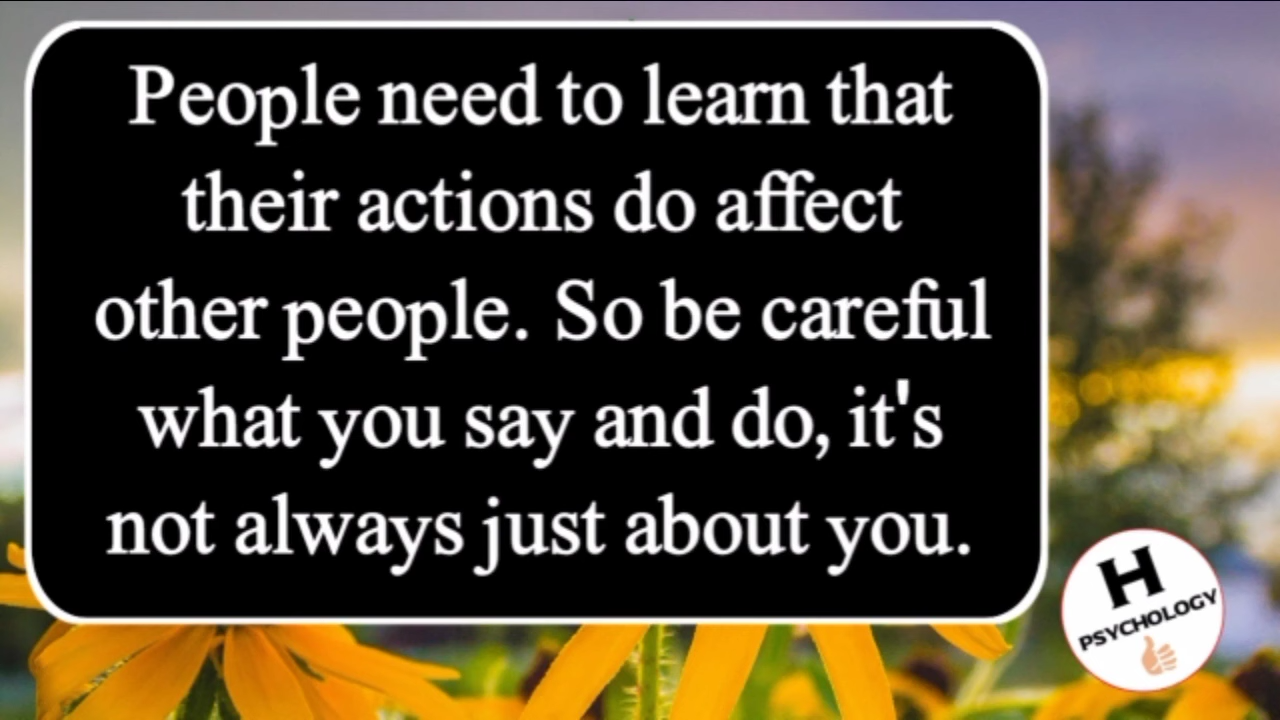 People need to learn that
their actions do affect
other people. So be careful
what you say and do, it's
not always just about you.
H
PSYCHOLOGY